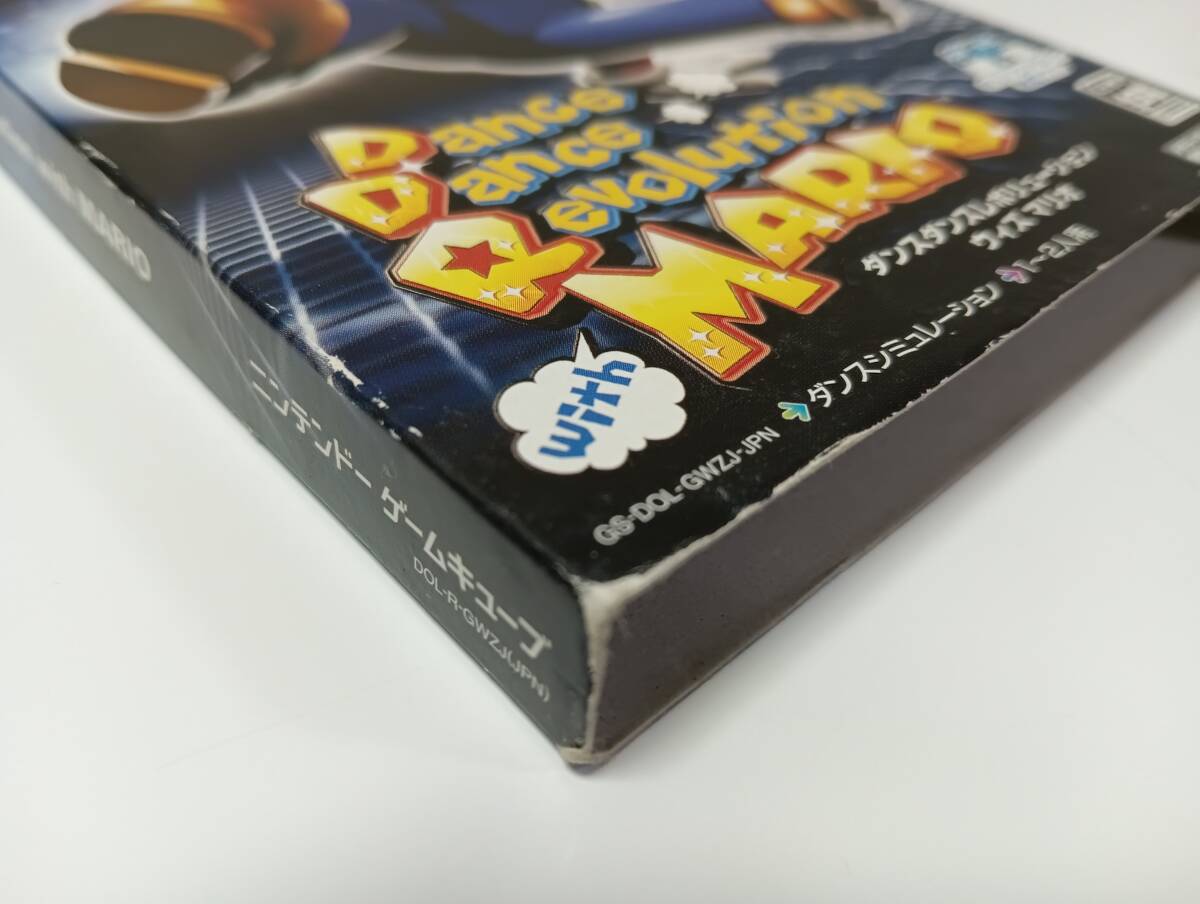 Dance
Dance
Revolution
with
MARIO
ダンスダンスレボリューション
ウィズ マリオ
GS-DOL-GWZJ-JPN ダンスシミュレーション 1~2人用
with MARIO
ニンテンドー ゲームキューブ
DOL-R-GWZJ(JPN)